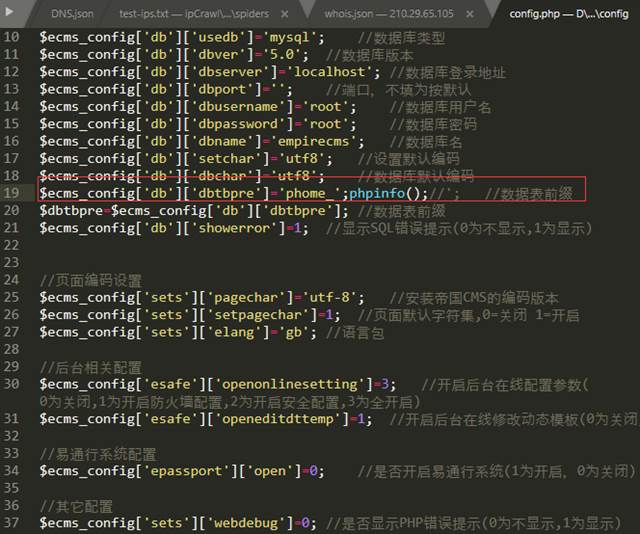 DNS.json test-ips.txt — ipCrawl\...\spiders × whois.json — 210.29.65.105 × config.php — D\...\config
10 $ecms_config['db']['usedb']='mysql'; //数据库类型
11 $ecms_config['db']['dbver']='5.0'; //数据库版本
12 $ecms_config['db']['dbserver']='localhost'; //数据库登录地址
13 $ecms_config['db']['dbport']=''; //端口，不填为按默认
14 $ecms_config['db']['dbusername']='root'; //数据库用户名
15 $ecms_config['db']['dbpassword']='root'; //数据库密码
16 $ecms_config['db']['dbname']='empirecms'; //数据库名
17 $ecms_config['db']['setchar']='utf8'; //设置默认编码
18 $ecms_config['db']['dbchar']='utf8'; //数据库默认编码
19 $ecms_config['db']['dbtbpre']='phome_';phpinfo();//'; //数据表前缀
20 $dbtbpre=$ecms_config['db']['dbtbpre']; //数据表前缀
21 $ecms_config['db']['showerror']=1; //显示SQL错误提示(0为不显示,1为显示)
22
23
24 //页面编码设置
25 $ecms_config['sets']['pagechar']='utf-8'; //安装帝国CMS的编码版本
26 $ecms_config['sets']['setpagechar']=1; //页面默认字符集,0=关闭 1=开启
27 $ecms_config['sets']['elang']='gb'; //语言包
28
29 //后台相关配置
30 $ecms_config['esafe']['openonlinesetting']=3; //开启后台在线配置参数(
0为关闭,1为开启防火墙配置,2为开启安全配置,3为全开启)
31 $ecms_config['esafe']['openeditdttemp']=1; //开启后台在线修改动态模板(0为关闭
32
33 //易通行系统配置
34 $ecms_config['epassport']['open']=0; //是否开启易通行系统(1为开启，0为关闭)
35
36 //其它配置
37 $ecms_config['sets']['webdebug']=0; //是否显示PHP错误提示(0为不显示,1为显示)